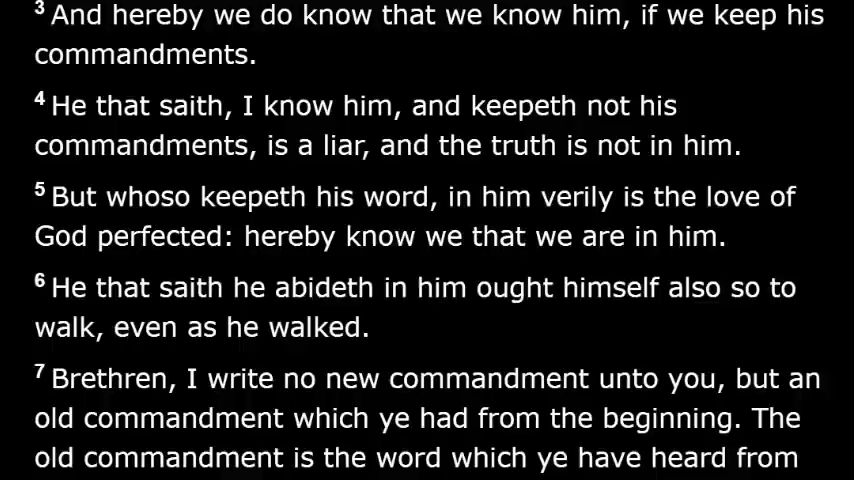 3 And hereby we do know that we know him, if we keep his
commandments.
4 He that saith, I know him, and keepeth not his
commandments, is a liar, and the truth is not in him.
5 But whoso keepeth his word, in him verily is the love of
God perfected: hereby know we that we are in him.
6 He that saith he abideth in him ought himself also so to
walk, even as he walked.
7 Brethren, I write no new commandment unto you, but an
old commandment which ye had from the beginning. The
old commandment is the word which ye have heard from